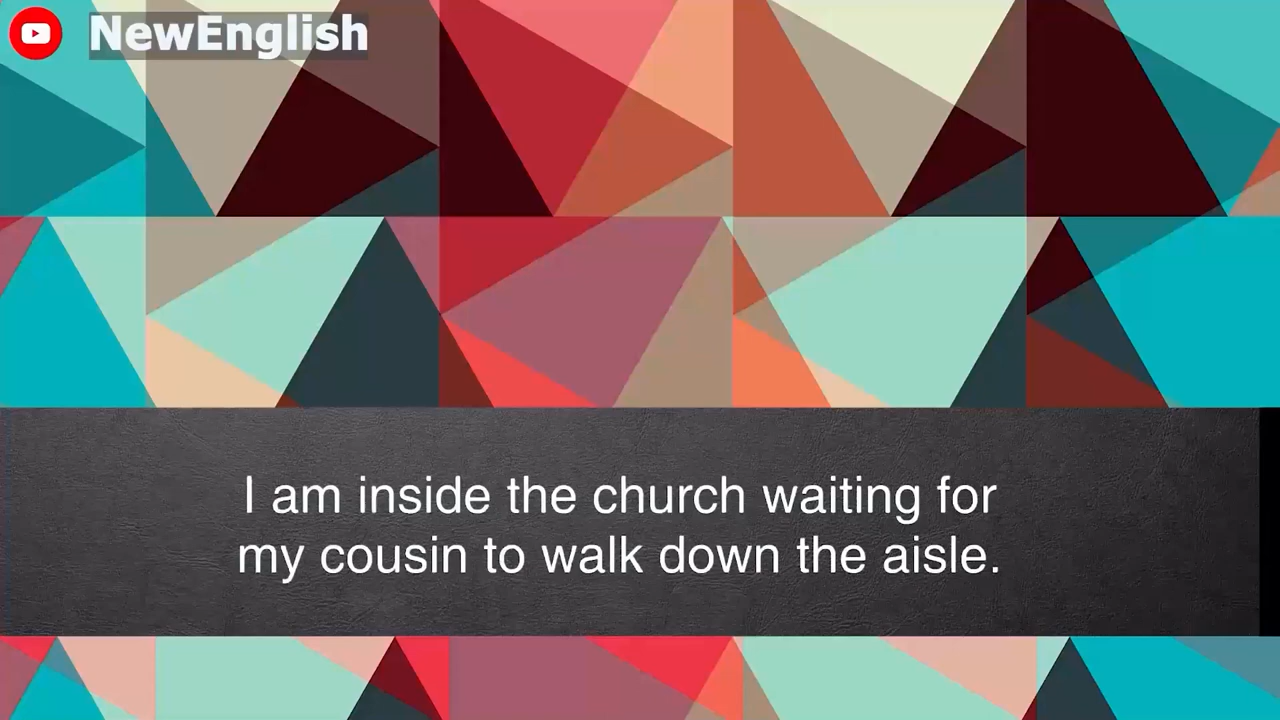 NewEnglish
I am inside the church waiting for
my cousin to walk down the aisle.